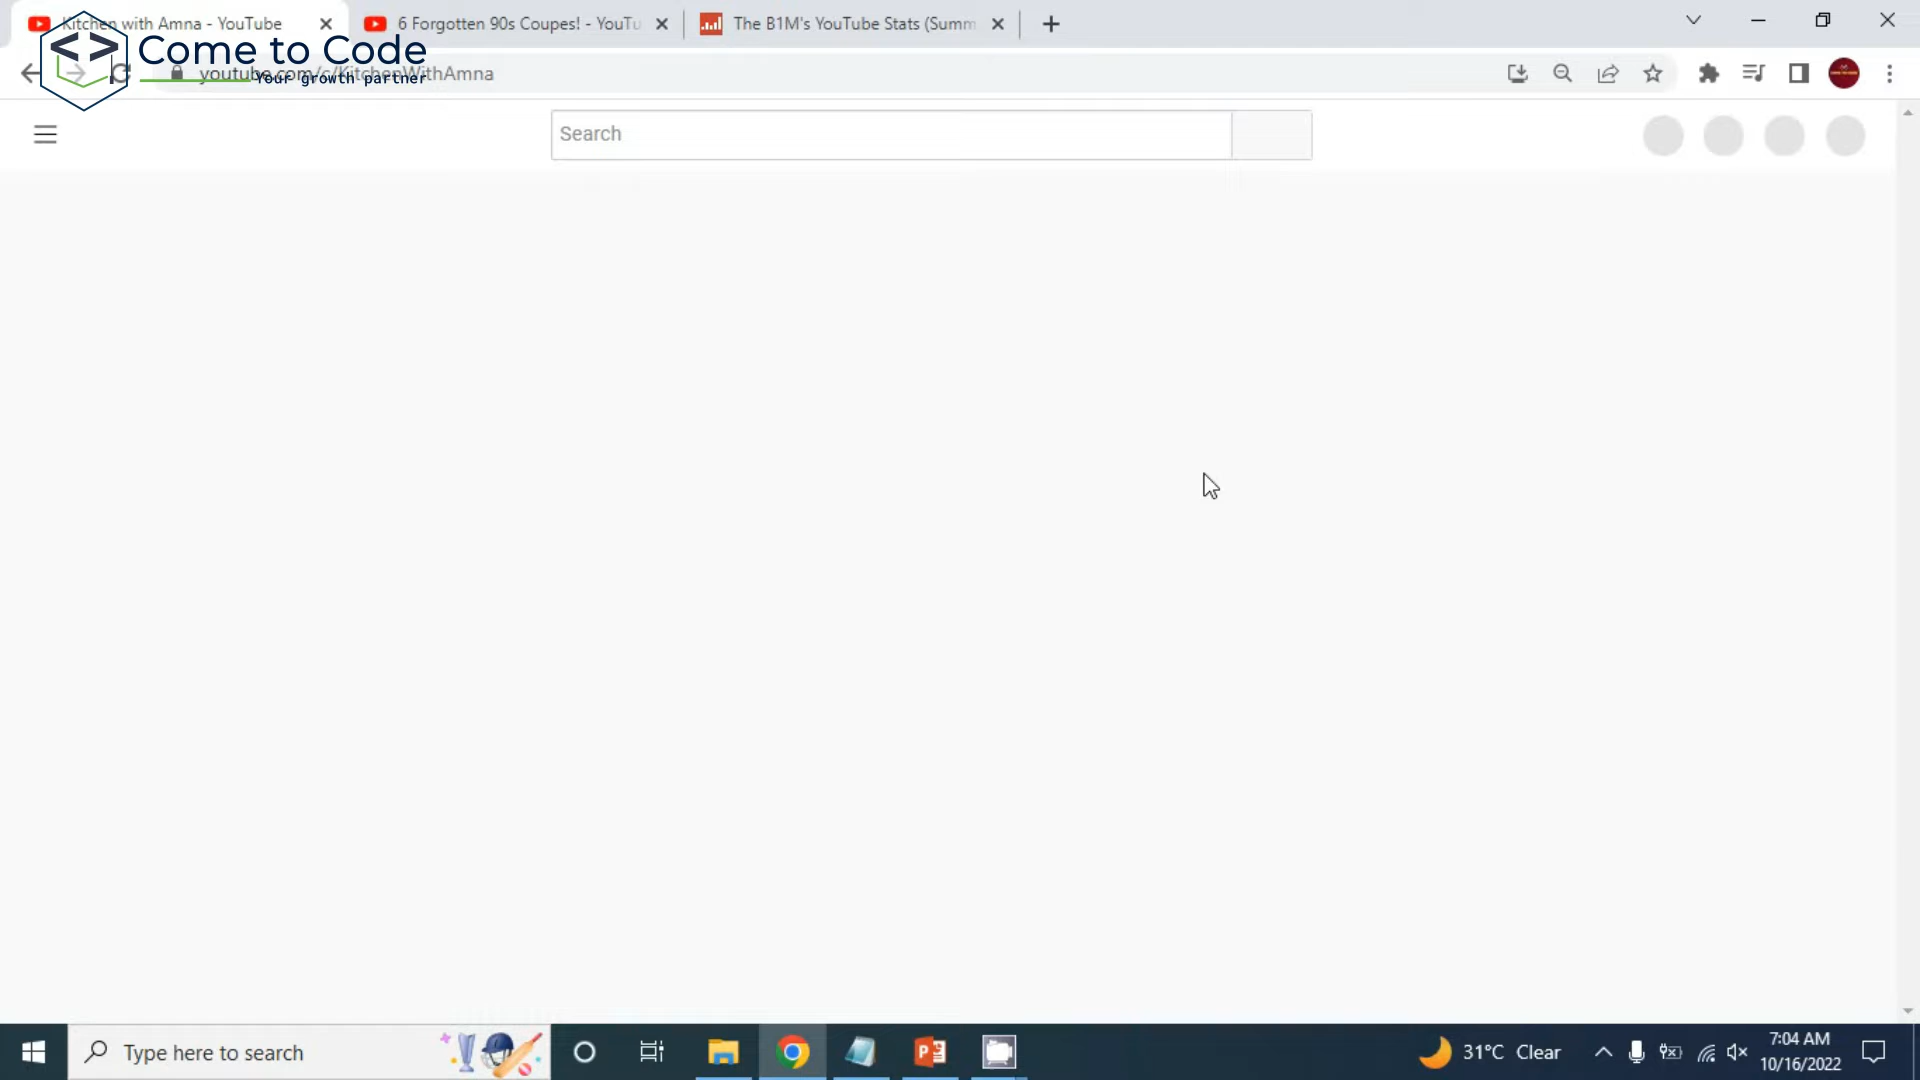 Kitchen with Amna - YouTube
6 Forgotten 90s Coupes! - YouTu
The B1M's YouTube Stats (Summ
Come to Code
Your growth partner
youtube.com/c/KitchenWithAmna
Search
Type here to search
31°C Clear
7:04 AM
10/16/2022